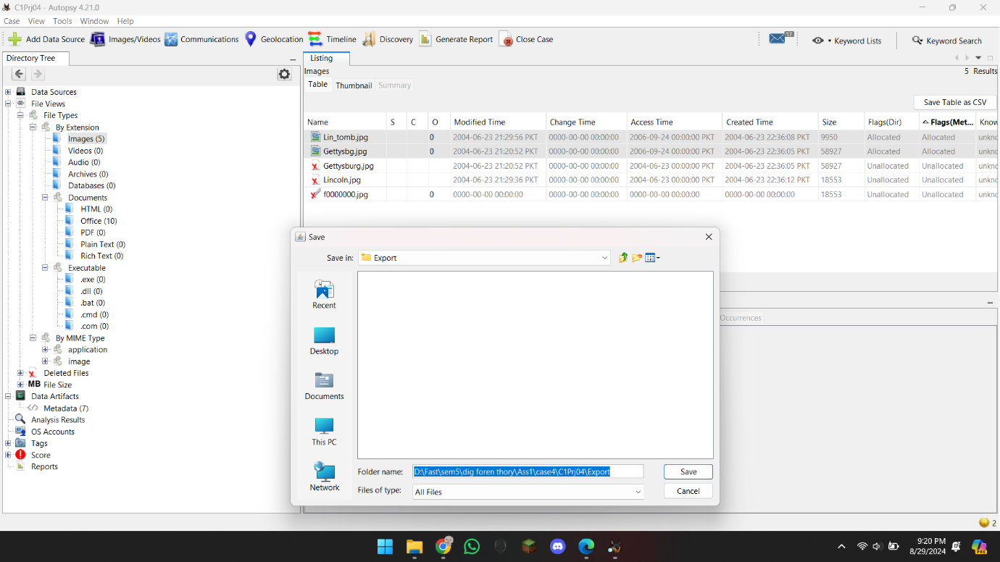 C1Prj04 - Autopsy 4.21.0
Case View Tools Window Help
Add Data Source Images/Videos Communications Geolocation Timeline Discovery Generate Report Close Case 12 Keyword Lists Keyword Search
Directory Tree
Data Sources
File Views
File Types
By Extension
Images (5)
Videos (0)
Audio (0)
Archives (0)
Databases (0)
Documents
HTML (0)
Office (10)
PDF (0)
Plain Text (0)
Rich Text (0)
Executable
.exe (0)
.dll (0)
.bat (0)
.cmd (0)
.com (0)
By MIME Type
application
image
Deleted Files
MB File Size
Data Artifacts
Metadata (7)
Analysis Results
OS Accounts
Tags
Score
Reports
Listing
Images
5 Results
Table Thumbnail Summary
Save Table as CSV
Name S C O Modified Time Change Time Access Time Created Time Size Flags(Dir) Flags(Met... Know
Lin_tomb.jpg 0 2004-06-23 21:29:56 PKT 0000-00-00 00:00:00 2006-09-24 00:00:00 PKT 2004-06-23 22:36:08 PKT 9950 Allocated Allocated unkno
Gettysbg.jpg 0 2004-06-23 21:20:52 PKT 0000-00-00 00:00:00 2006-09-24 00:00:00 PKT 2004-06-23 22:36:05 PKT 58927 Allocated Allocated unkno
Gettysburg.jpg 2004-06-23 21:20:52 PKT 0000-00-00 00:00:00 2004-06-23 00:00:00 PKT 2004-06-23 22:36:05 PKT 58927 Unallocated Unallocated unkno
Lincoln.jpg 2004-06-23 21:29:36 PKT 0000-00-00 00:00:00 2004-06-23 00:00:00 PKT 2004-06-23 22:36:12 PKT 18553 Unallocated Unallocated unkno
f0000000.jpg 0 0000-00-00 00:00:00 0000-00-00 00:00:00 0000-00-00 00:00:00 0000-00-00 00:00:00 18553 Unallocated Unallocated unkno
Save
Save in: Export
Recent
Desktop
Documents
This PC
Network
Folder name: D:\Fast\sem5\dig foren thory\Ass1\case4\C1Prj04\Export Save
Files of type: All Files Cancel
Occurrences
2
9:20 PM
8/29/2024
PRE